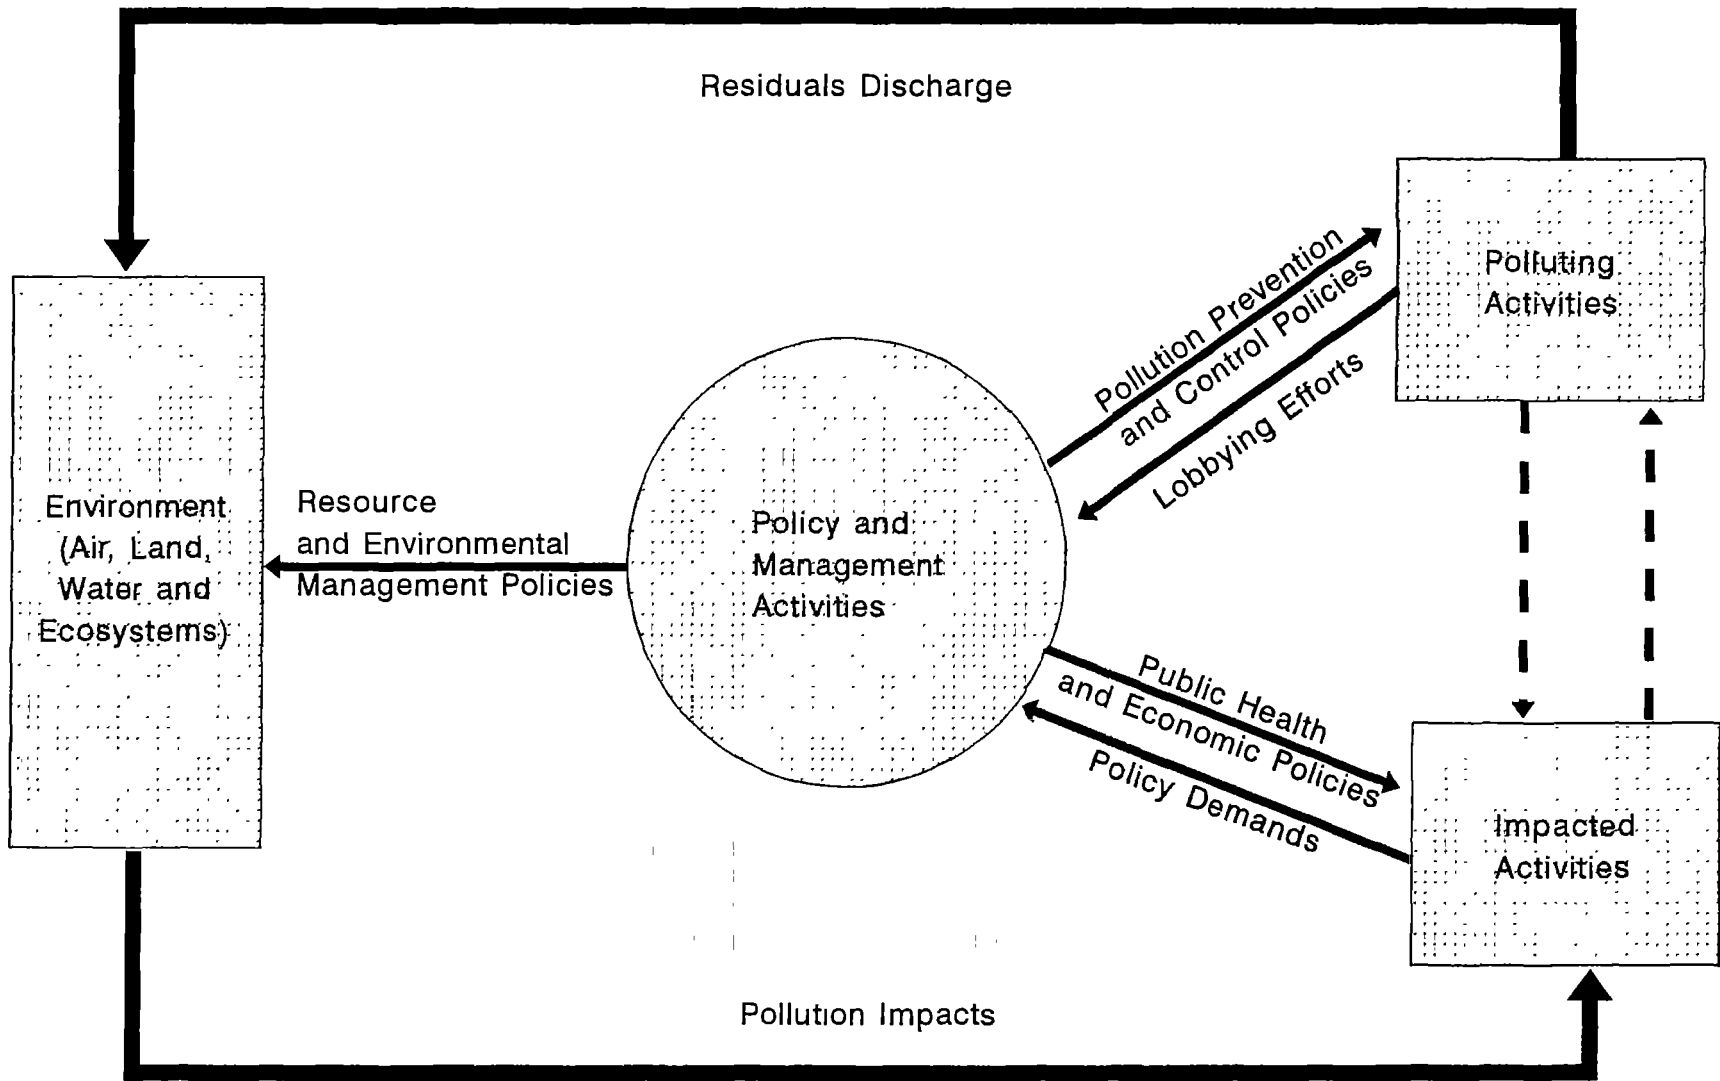 Residuals Discharge
Polluting
Activities
Pollution Prevention
and Control Policies
Lobbying Efforts
Environment
(Air, Land,
Water and
Ecosystems)
Resource
and Environmental
Management Policies
Policy and
Management
Activities
Public Health
and Economic Policies
Policy Demands
Impacted
Activities
Pollution Impacts